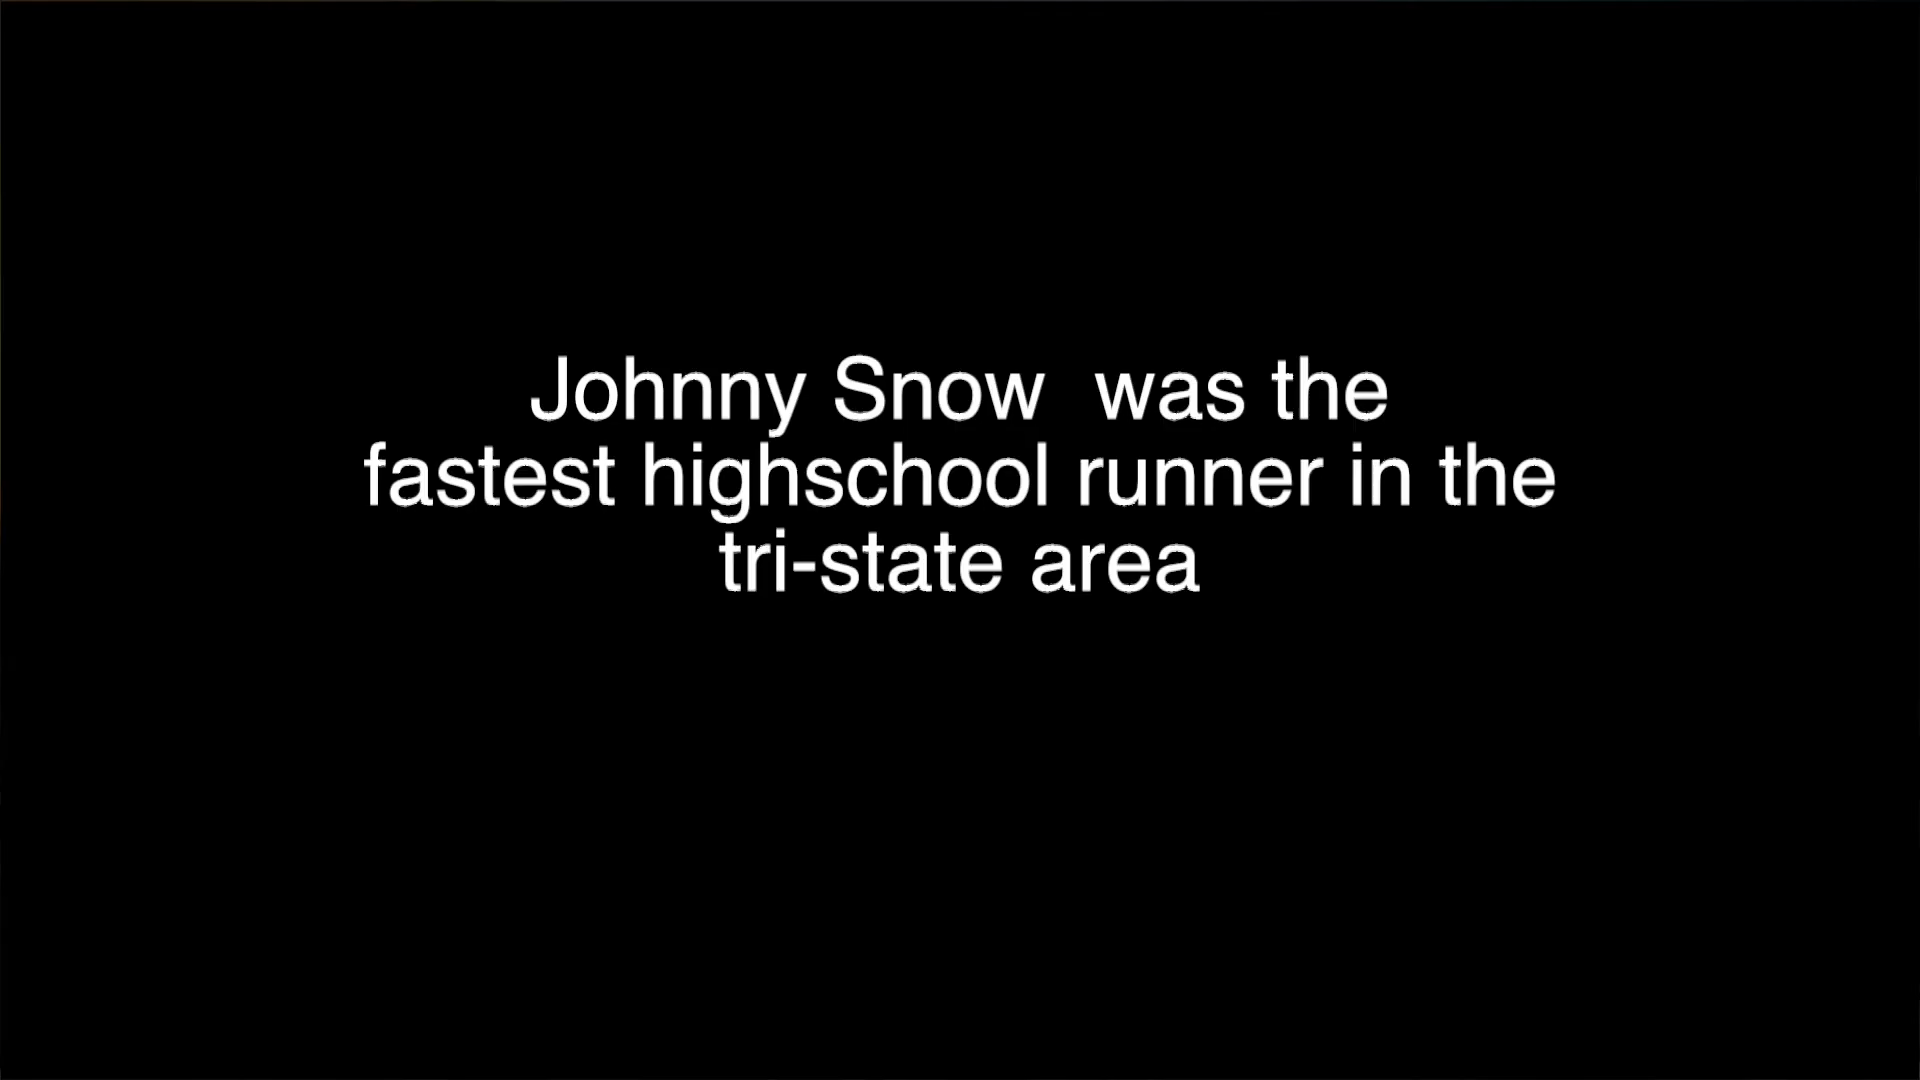 Johnny Snow  was the
fastest highschool runner in the
tri-state area